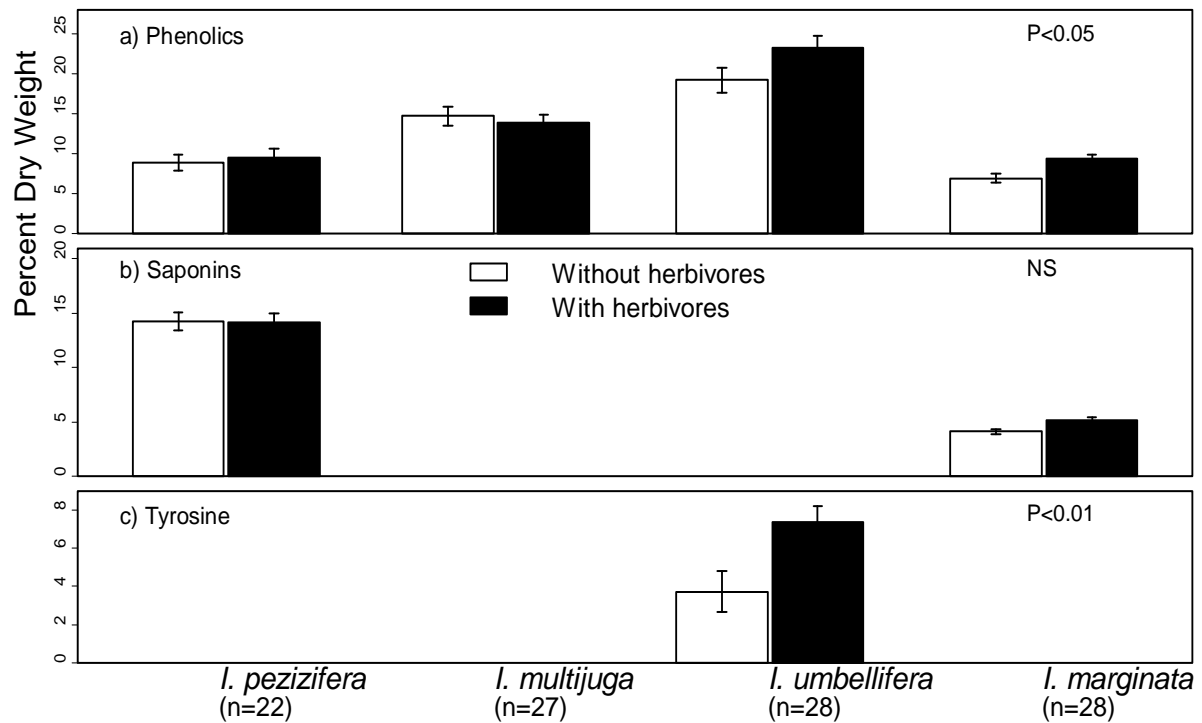 Percent Dry Weight
a) Phenolics
P<0.05
25
20
15
10
5
0
b) Saponins
NS
Without herbivores
With herbivores
20
15
10
5
0
c) Tyrosine
P<0.01
8
6
4
2
0
I. pezizifera I. multijuga I. umbellifera I. marginata
(n=22) (n=27) (n=28) (n=28)